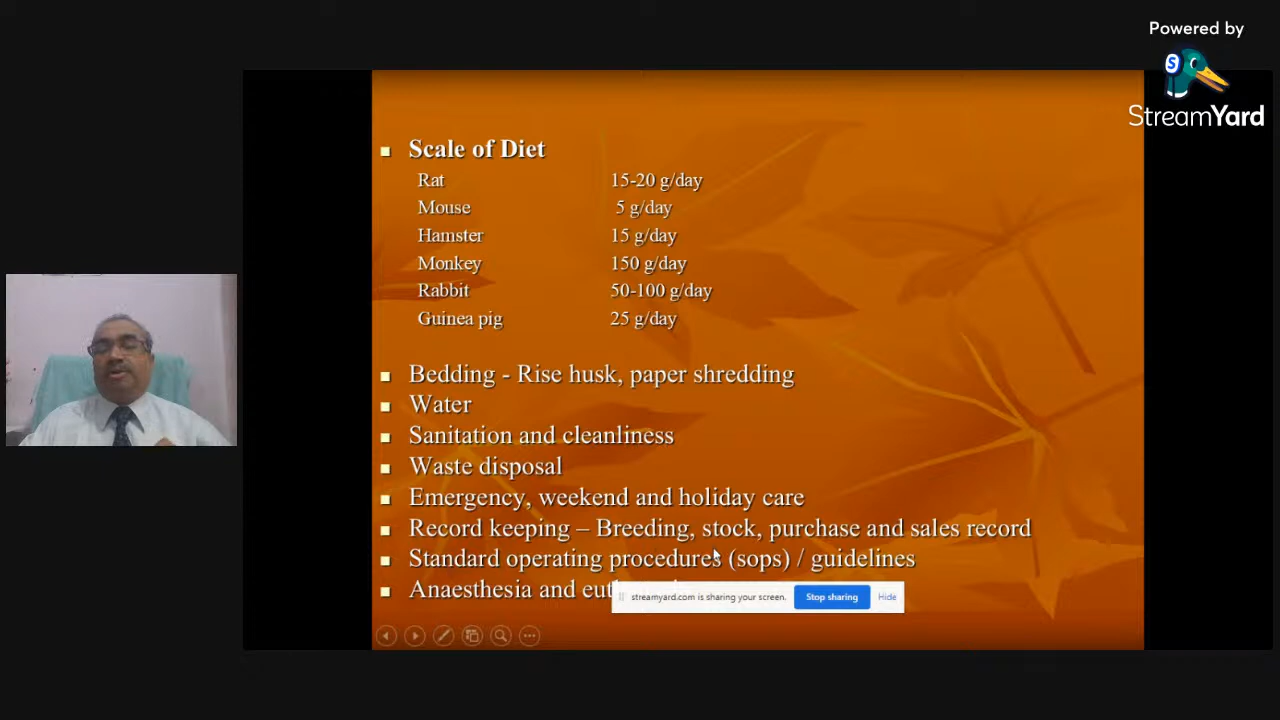 Powered by
StreamYard
Scale of Diet
Rat 15-20 g/day
Mouse 5 g/day
Hamster 15 g/day
Monkey 150 g/day
Rabbit 50-100 g/day
Guinea pig 25 g/day
Bedding - Rise husk, paper shredding
Water
Sanitation and cleanliness
Waste disposal
Emergency, weekend and holiday care
Record keeping – Breeding, stock, purchase and sales record
Standard operating procedures (sops) / guidelines
Anaesthesia and
streamyard.com is sharing your screen. Stop sharing Hide